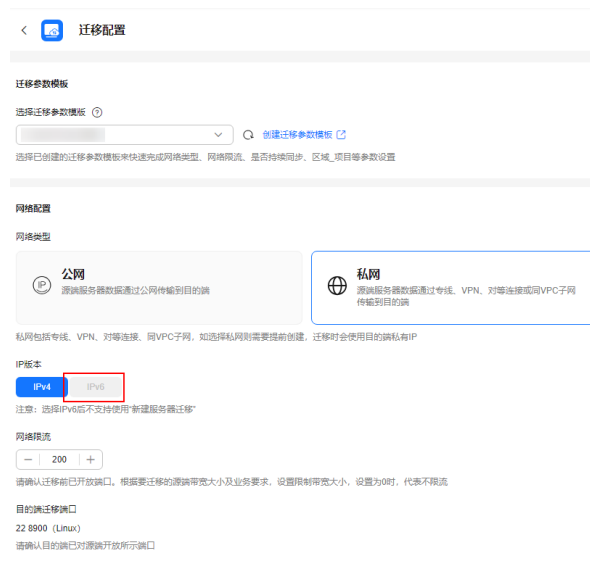 迁移配置
迁移参数模板
选择迁移参数模版 ?
创建迁移参数模板
选择已创建的迁移参数模板来快速完成网络类型、网络限流、是否持续同步、区域_项目等参数设置
网络配置
网络类型
IP
公网
源端服务器数据通过公网传输到目的端
私网
源端服务器数据通过专线、VPN、对等连接或同VPC子网
传输到目的端
私网包括专线、VPN、对等连接、同VPC子网，如选择私网则需要提前创建，迁移时会使用目的端私有IP
IP版本
IPv4 IPv6
注意：选择IPv6后不支持使用“新建服务器迁移”
网络限流
− 200 +
请确认迁移前已开放端口。根据要迁移的源端带宽大小及业务要求，设置限制带宽大小，设置为0时，代表不限流
目的端迁移端口
22 8900（Linux）
请确认目的端已对源端开放所示端口